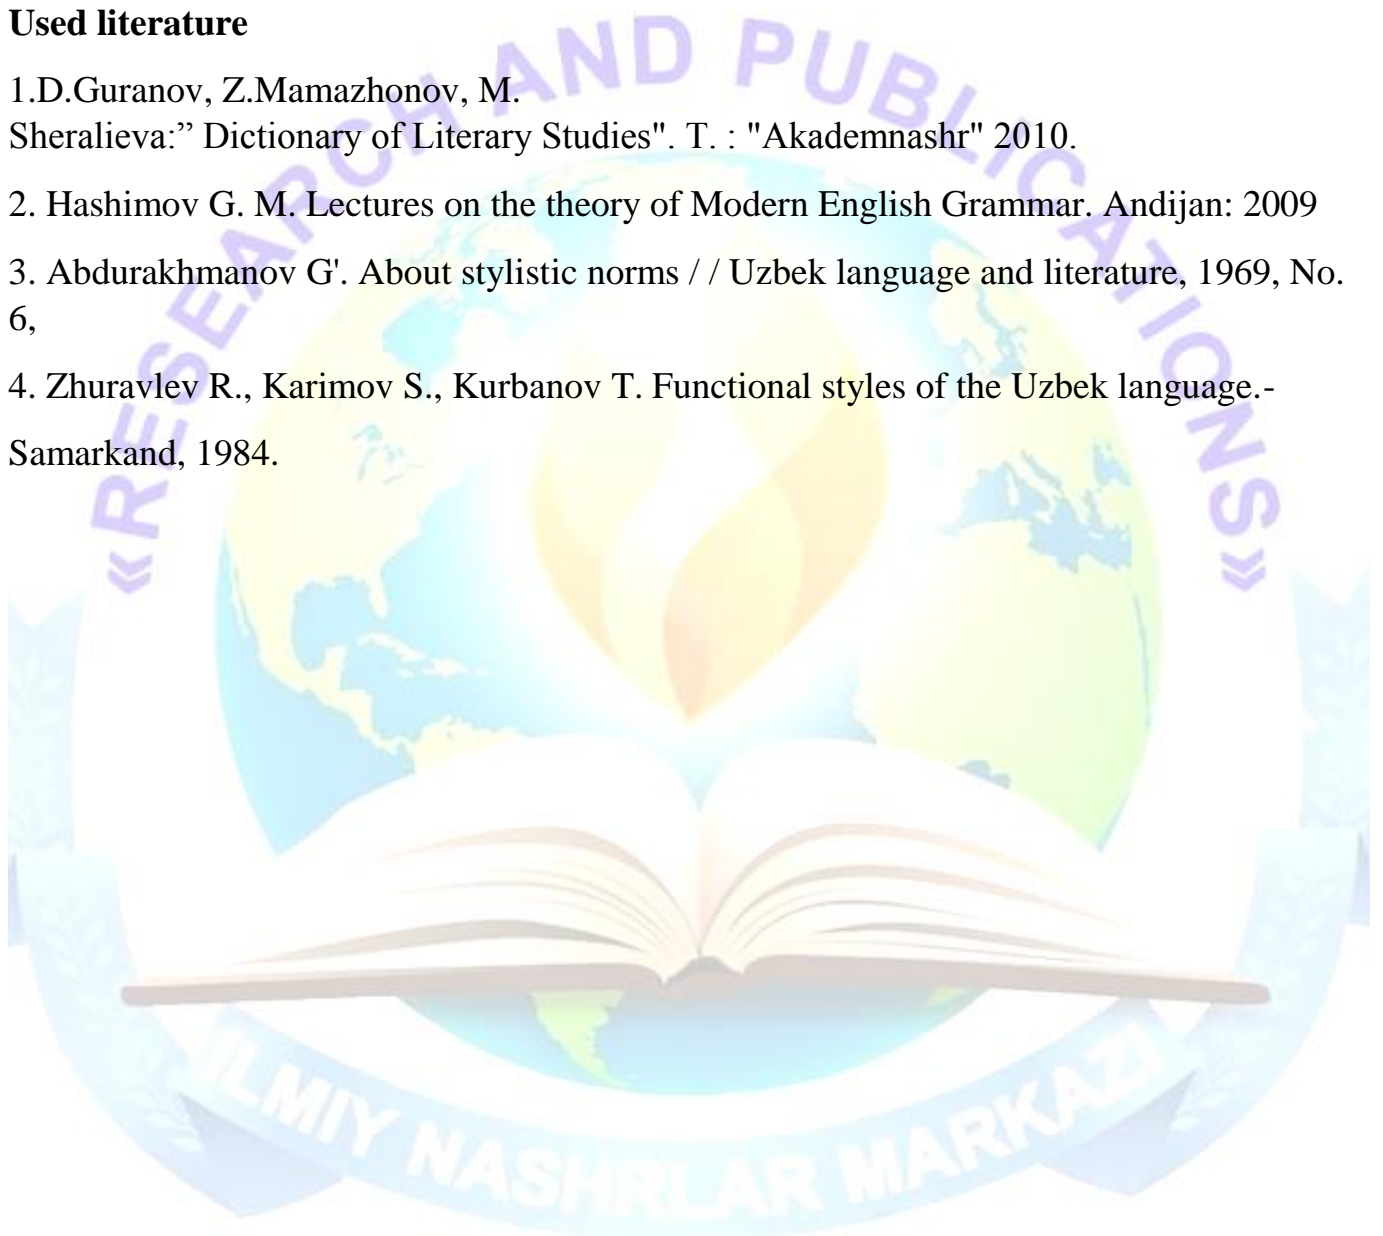 Used literature
1.D.Guranov, Z.Mamazhonov, M.
Sheralieva:” Dictionary of Literary Studies". T. : "Akademnashr" 2010.
2. Hashimov G. M. Lectures on the theory of Modern English Grammar. Andijan: 2009
3. Abdurakhmanov G'. About stylistic norms / / Uzbek language and literature, 1969, No.
6,
4. Zhuravlev R., Karimov S., Kurbanov T. Functional styles of the Uzbek language.-
Samarkand, 1984.
«RESEARCH AND PUBLICATIONS»
ILMIY NASHRLAR MARKAZI